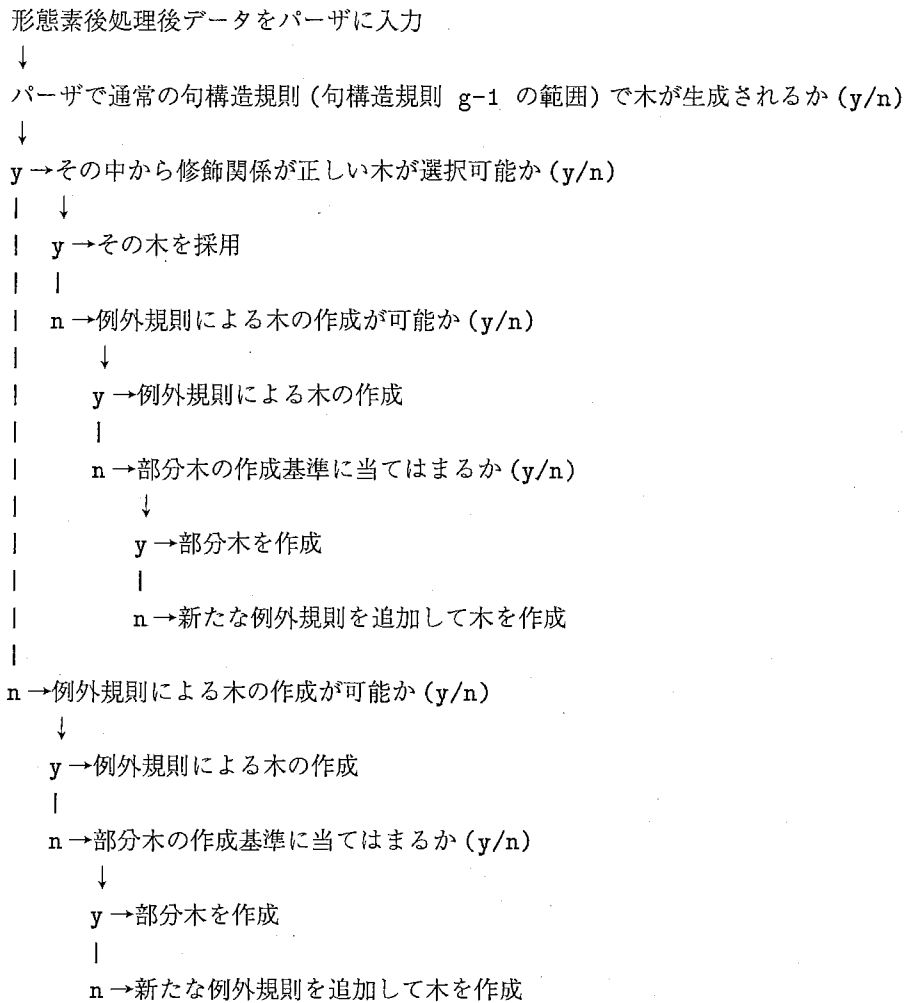 形態素後処理後データをパーザに入力
↓
パーザで通常の句構造規則 (句構造規則 g-1 の範囲) で木が生成されるか (y/n)
↓
y →その中から修飾関係が正しい木が選択可能か (y/n)
| ↓
| y →その木を採用
| |
| n →例外規則による木の作成が可能か (y/n)
| ↓
| y →例外規則による木の作成
| |
| n →部分木の作成基準に当てはまるか (y/n)
| ↓
| y →部分木を作成
| |
| n →新たな例外規則を追加して木を作成
|
n →例外規則による木の作成が可能か (y/n)
↓
y →例外規則による木の作成
|
n →部分木の作成基準に当てはまるか (y/n)
↓
y →部分木を作成
|
n →新たな例外規則を追加して木を作成